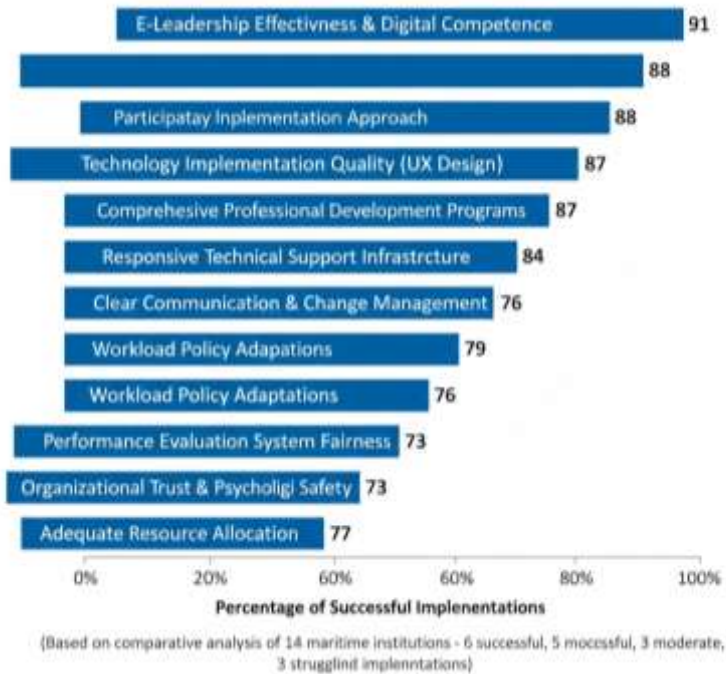 E-Leadership Effectivness & Digital Competence 91
88
Participatay Inplementation Approach 88
Technology Implementation Quality (UX Design) 87
Comprehesive Professional Development Programs 87
Responsive Technical Support Infrastrcture 84
Clear Communication & Change Management 76
Workload Policy Adapations 79
Workload Policy Adaptations 76
Performance Evaluation System Fairness 73
Organizational Trust & Psycholigi Safety 73
Adequate Resource Allocation 77
0% 20% 60% 60% 80% 100%
Percentage of Successful Implenentations
(Based on comparative analysis of 14 maritime institutions - 6 successful, 5 mocessful, 3 moderate,
3 strugglind implenntations)